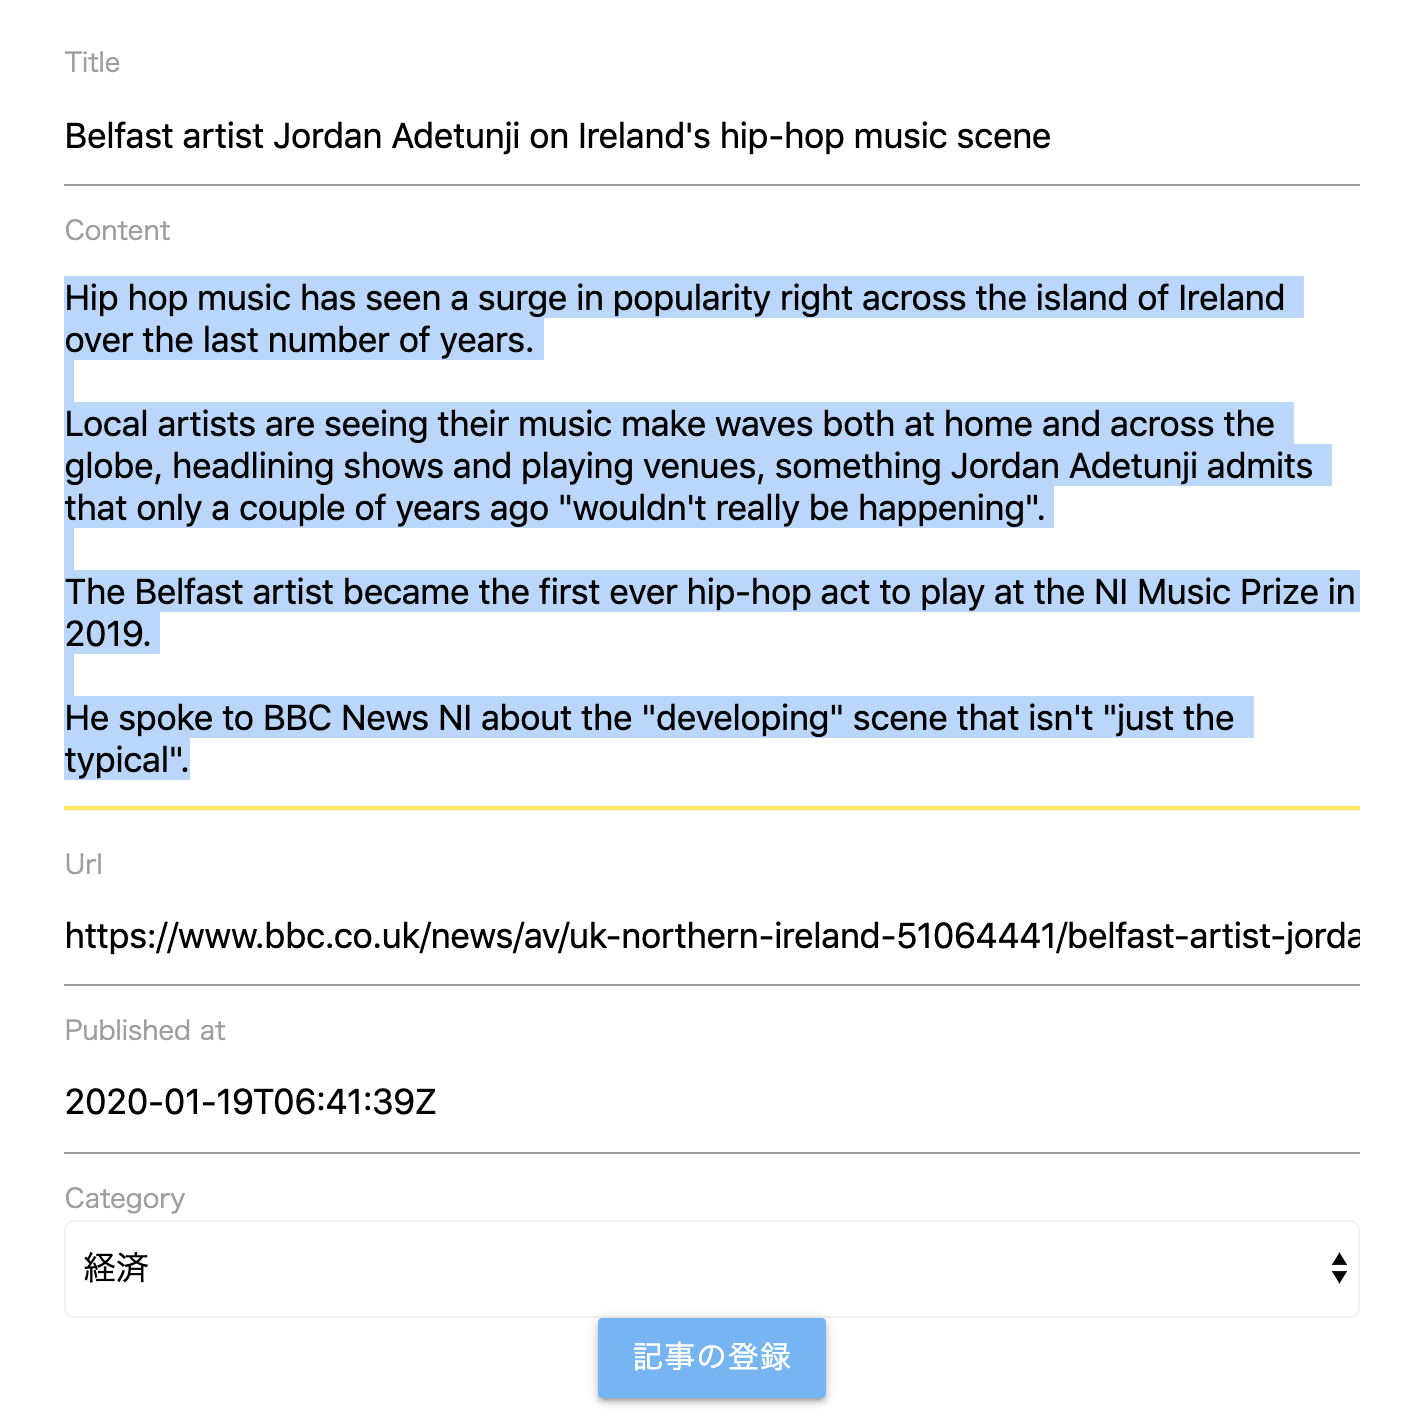 Title
Belfast artist Jordan Adetunji on Ireland's hip-hop music scene
Content
Hip hop music has seen a surge in popularity right across the island of Ireland
over the last number of years.
Local artists are seeing their music make waves both at home and across the
globe, headlining shows and playing venues, something Jordan Adetunji admits
that only a couple of years ago "wouldn't really be happening".
The Belfast artist became the first ever hip-hop act to play at the NI Music Prize in
2019.
He spoke to BBC News NI about the "developing" scene that isn't "just the
typical".
Url
https://www.bbc.co.uk/news/av/uk-northern-ireland-51064441/belfast-artist-jorda
Published at
2020-01-19T06:41:39Z
Category
経済
記事の登録